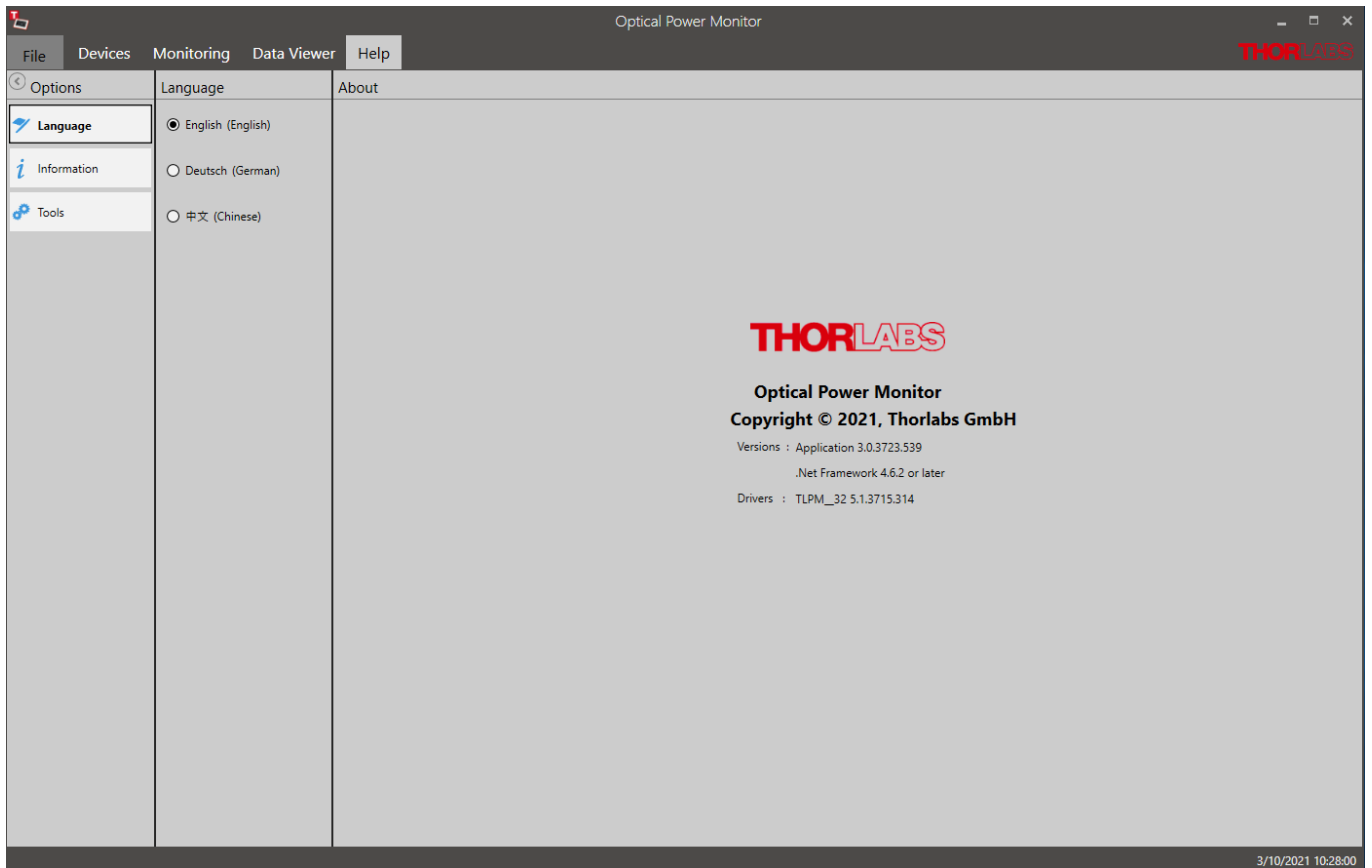 Optical Power Monitor
File Devices Monitoring Data Viewer Help
THORLABS
Options
Language
About
Language
Information
Tools
English (English)
Deutsch (German)
中文 (Chinese)
THORLABS
Optical Power Monitor
Copyright © 2021, Thorlabs GmbH
Versions : Application 3.0.3723.539
.Net Framework 4.6.2 or later
Drivers : TLPM__32 5.1.3715.314
3/10/2021 10:28:00